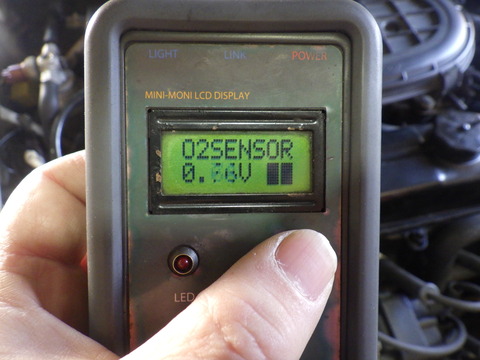 LIGHT LINK POWER
MINI-MONI LCD DISPLAY
O2SENSOR
V
LED